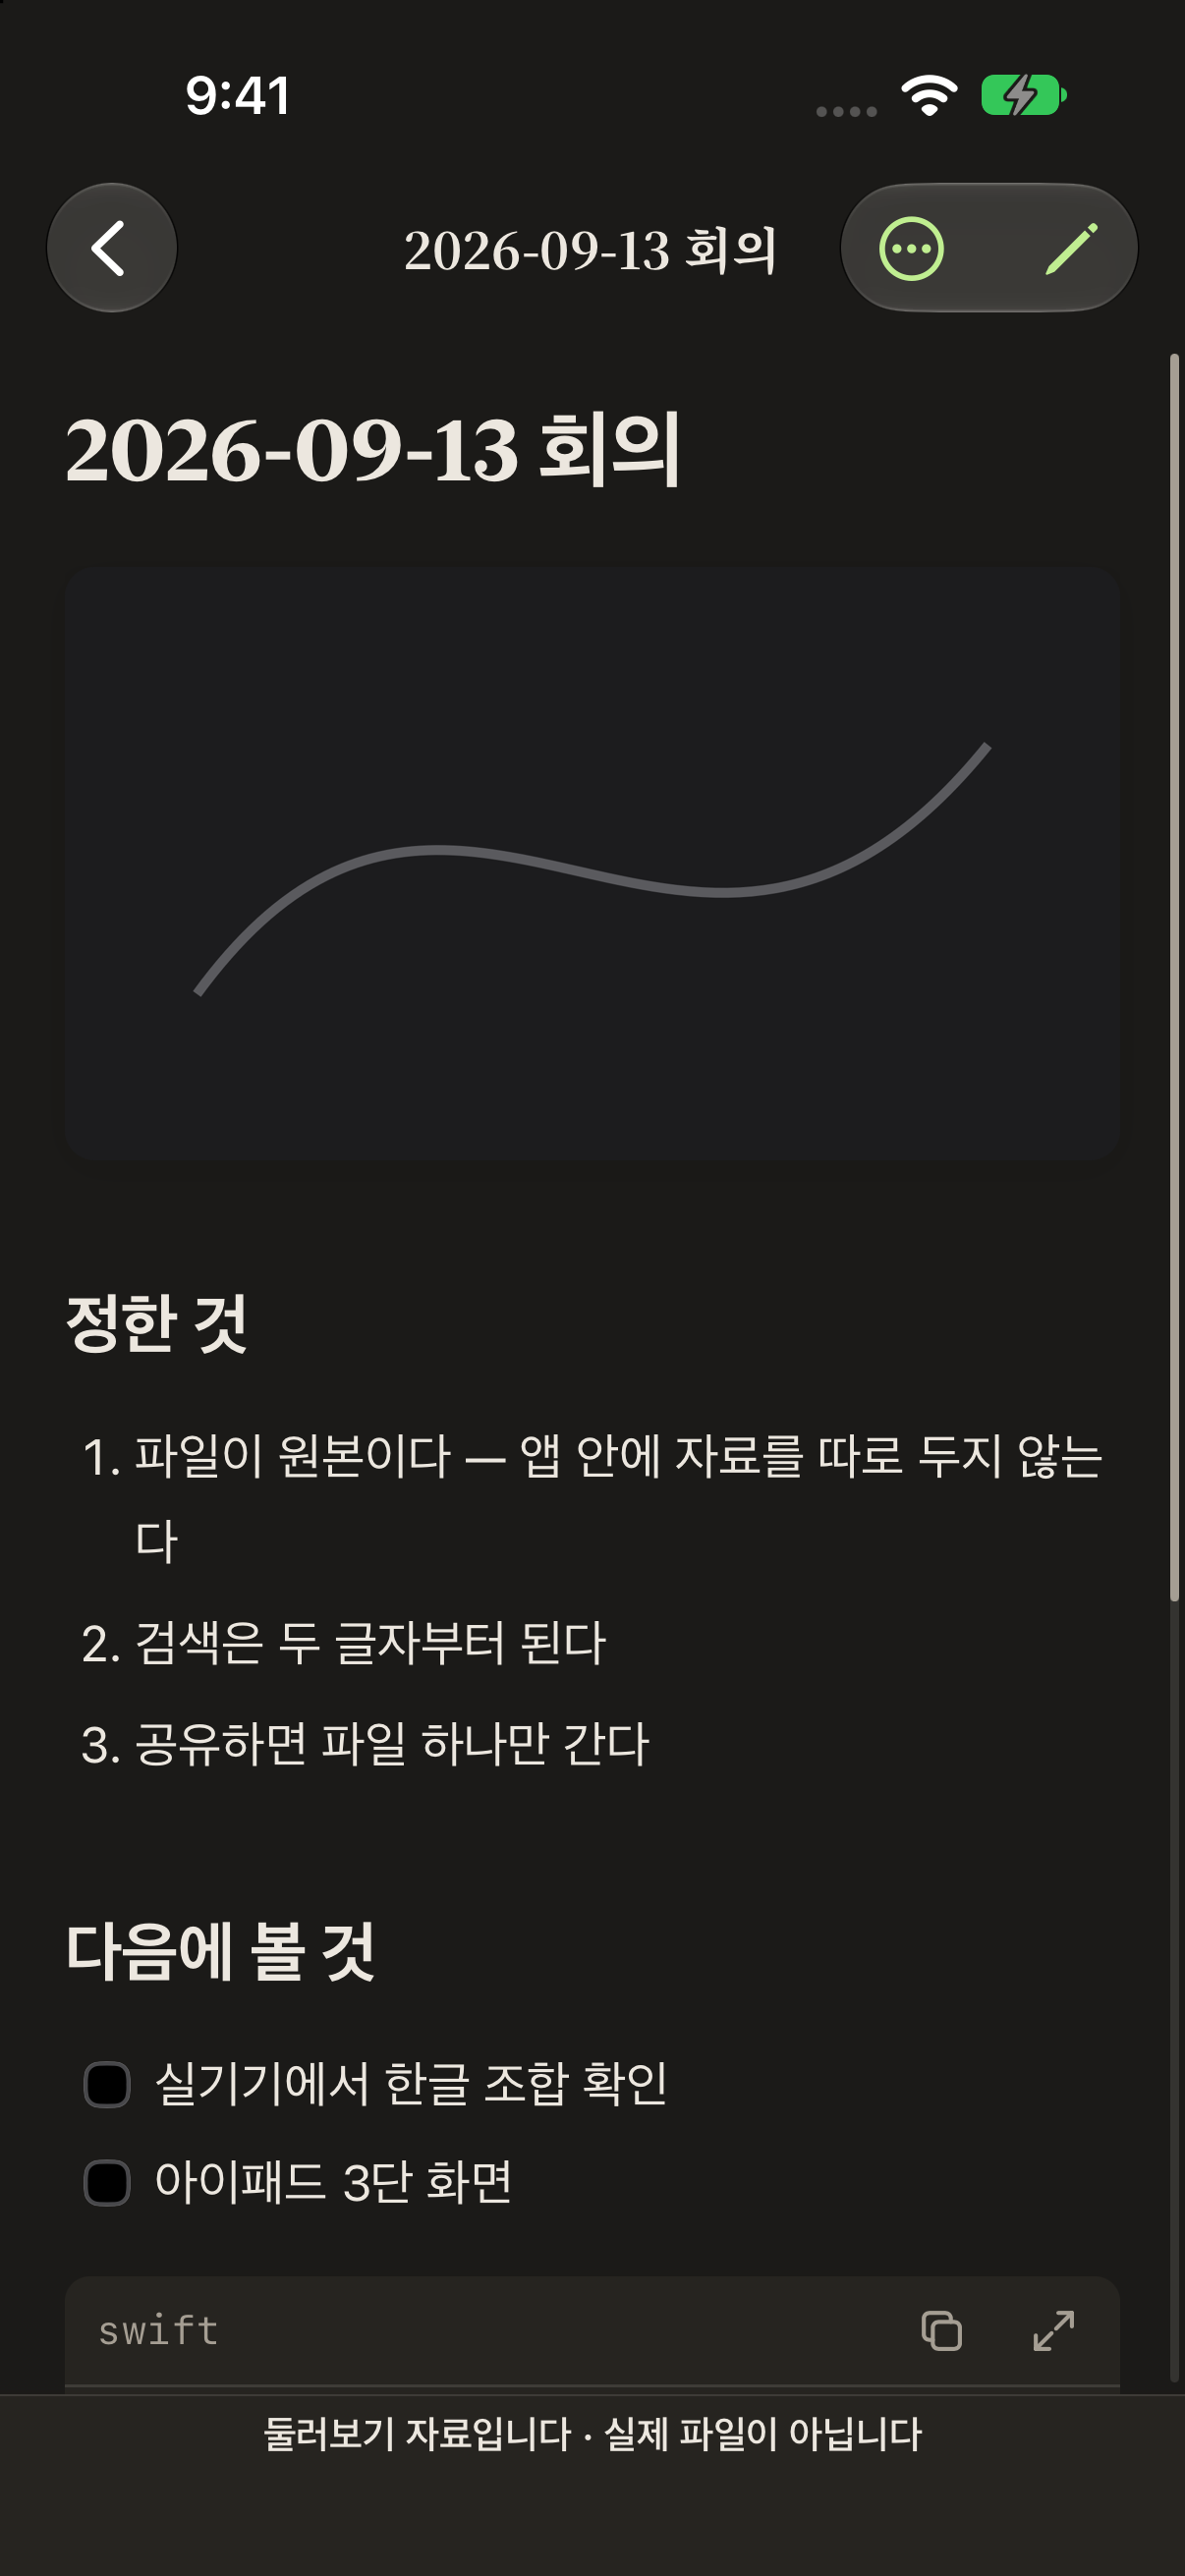 9:41
2026-09-13 회의
2026-09-13 회의
정한 것
1. 파일이 원본이다 — 앱 안에 자료를 따로 두지 않는
다
2. 검색은 두 글자부터 된다
3. 공유하면 파일 하나만 간다
다음에 볼 것
실기기에서 한글 조합 확인
아이패드 3단 화면
swift
둘러보기 자료입니다 · 실제 파일이 아닙니다